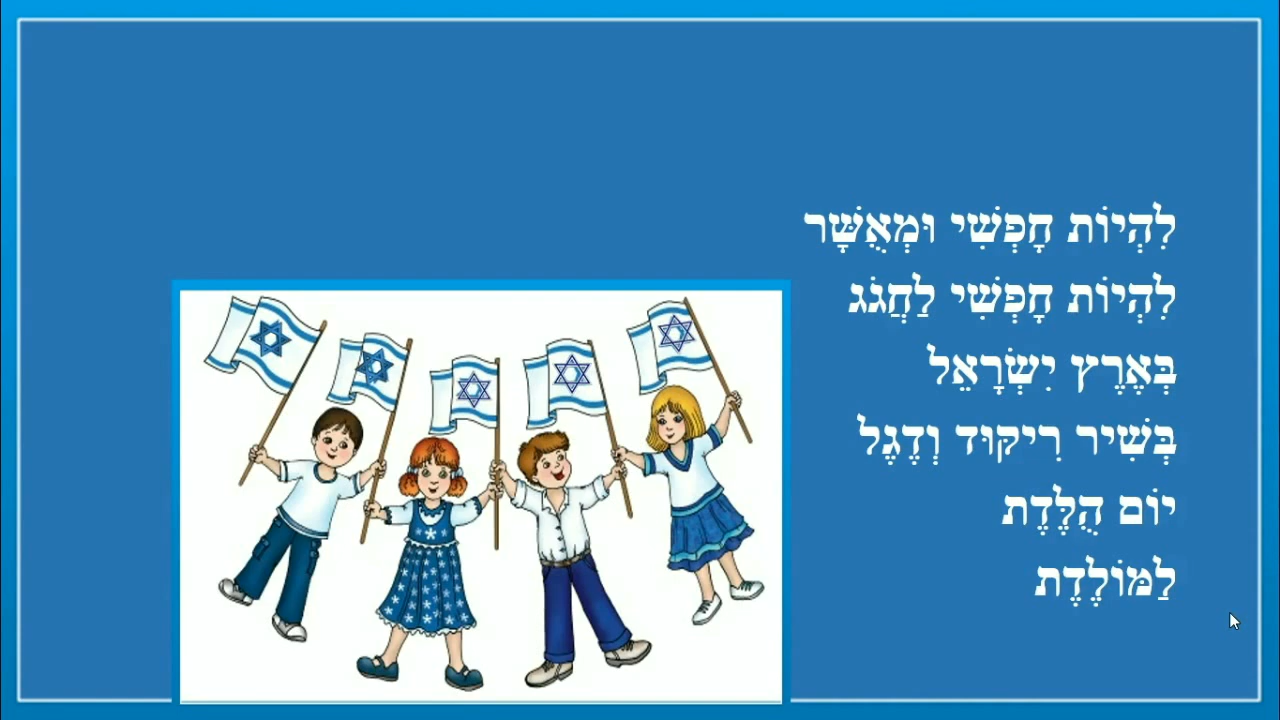 לִהְיוֹת חָפְשִׁי וּמְאֻשָּׁר
לִהְיוֹת חָפְשִׁי לַחֲגֹג
בְּאֶרֶץ יִשְׂרָאֵל
בְּשִׁיר רִיקּוּד וְדֶגֶל
יוֹם הֻלֶּדֶת
לַמּוֹלֶדֶת